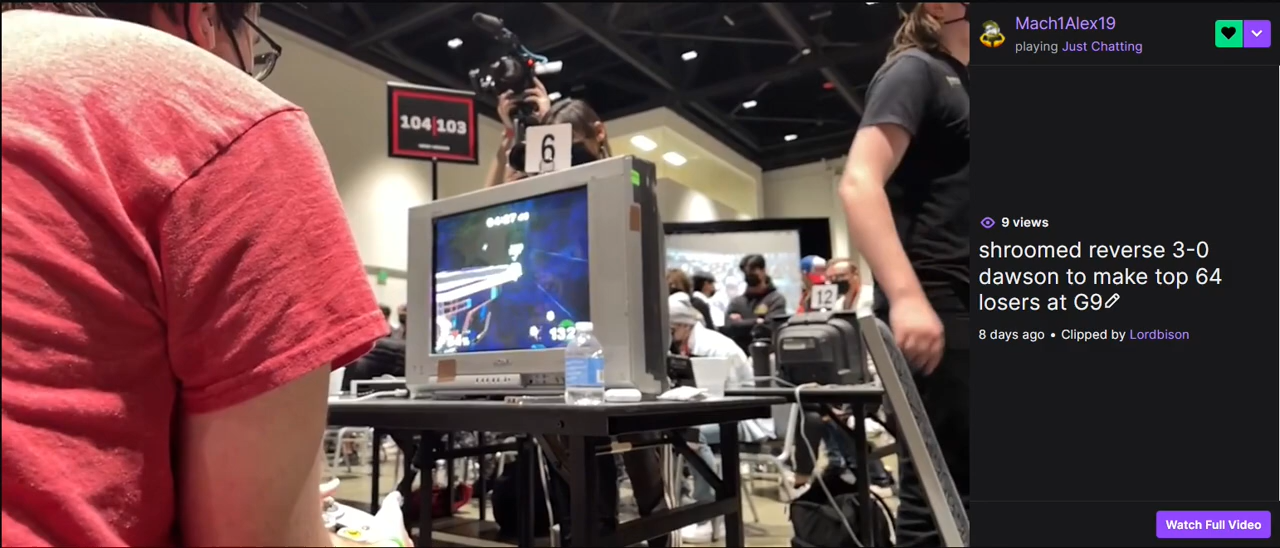 Mach1Alex19
playing Just Chatting
104 103
6
12
132
9 views
shroomed reverse 3-0
dawson to make top 64
losers at G9
8 days ago • Clipped by Lordbison
Watch Full Video